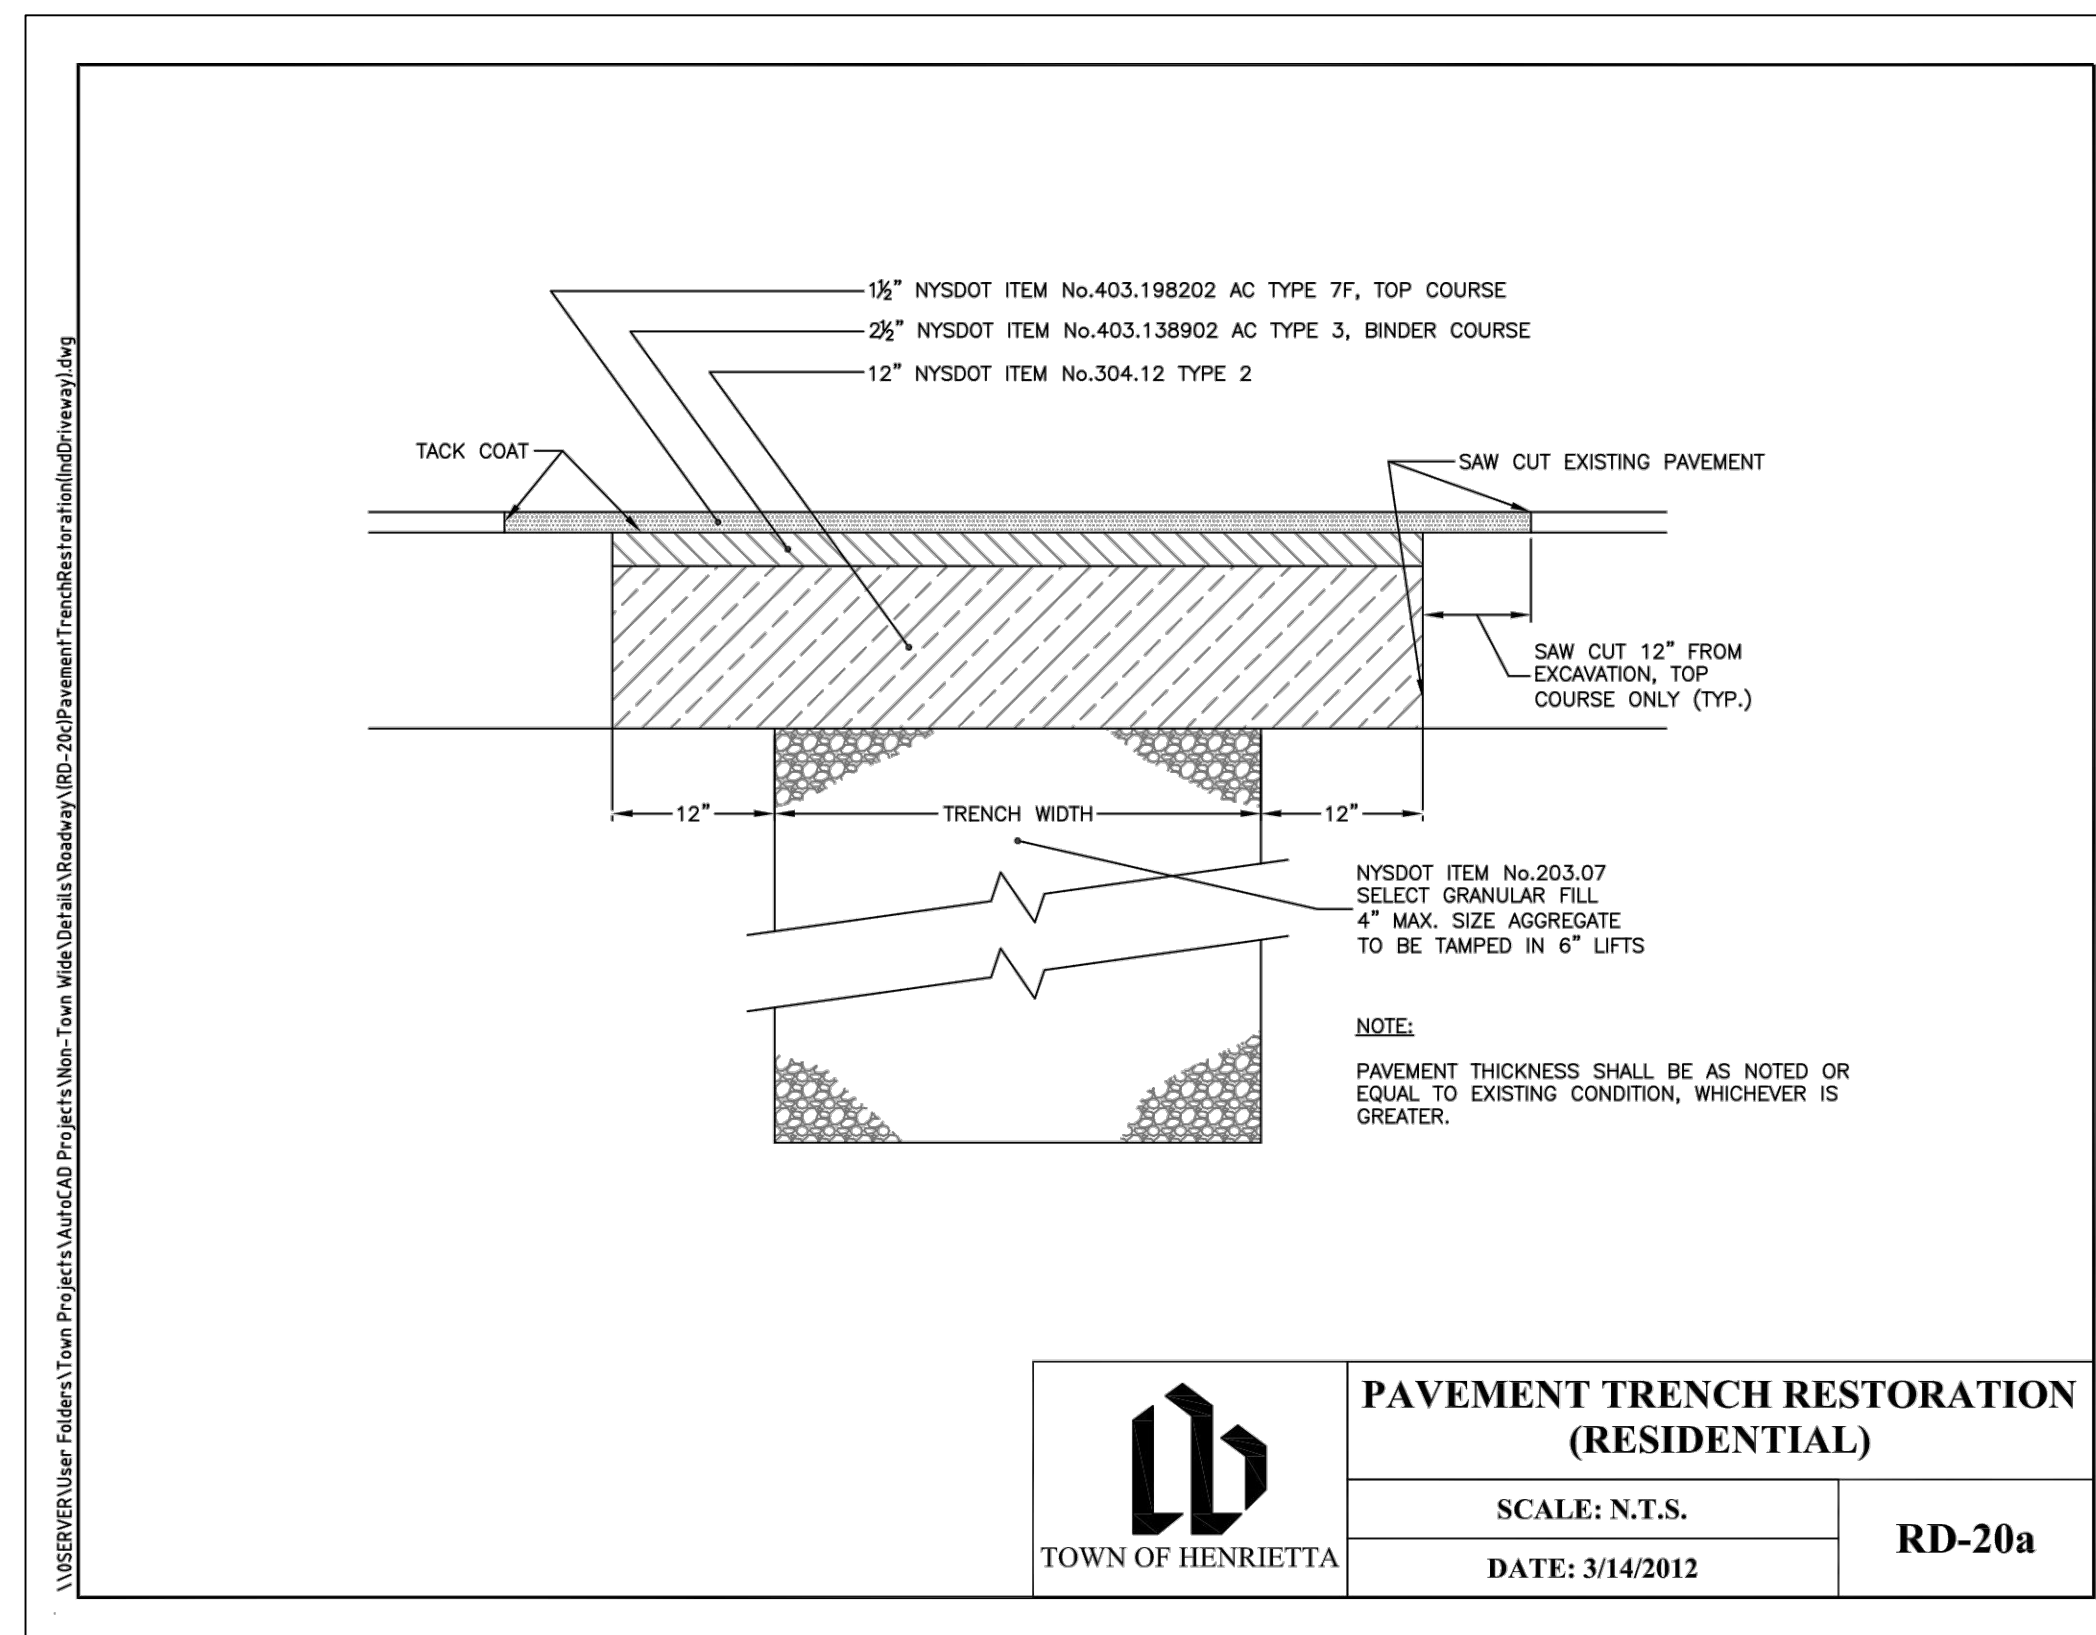 1½" NYSDOT ITEM No.403.198202 AC TYPE 7F, TOP COURSE
2½" NYSDOT ITEM No.403.138902 AC TYPE 3, BINDER COURSE
12" NYSDOT ITEM No.304.12 TYPE 2
TACK COAT
SAW CUT EXISTING PAVEMENT
SAW CUT 12" FROM
EXCAVATION, TOP
COURSE ONLY (TYP.)
12"
TRENCH WIDTH
12"
NYSDOT ITEM No.203.07
SELECT GRANULAR FILL
4" MAX. SIZE AGGREGATE
TO BE TAMPED IN 6" LIFTS
NOTE:
PAVEMENT THICKNESS SHALL BE AS NOTED OR
EQUAL TO EXISTING CONDITION, WHICHEVER IS
GREATER.
\\0SERVER\User Folders\Town Projects\AutoCAD Projects\Non-Town Wide\Details\Roadway\(RD-20c)PavementTrenchRestoration(IndDriveway).dwg
TOWN OF HENRIETTA
PAVEMENT TRENCH RESTORATION
(RESIDENTIAL)
SCALE: N.T.S.
DATE: 3/14/2012
RD-20a